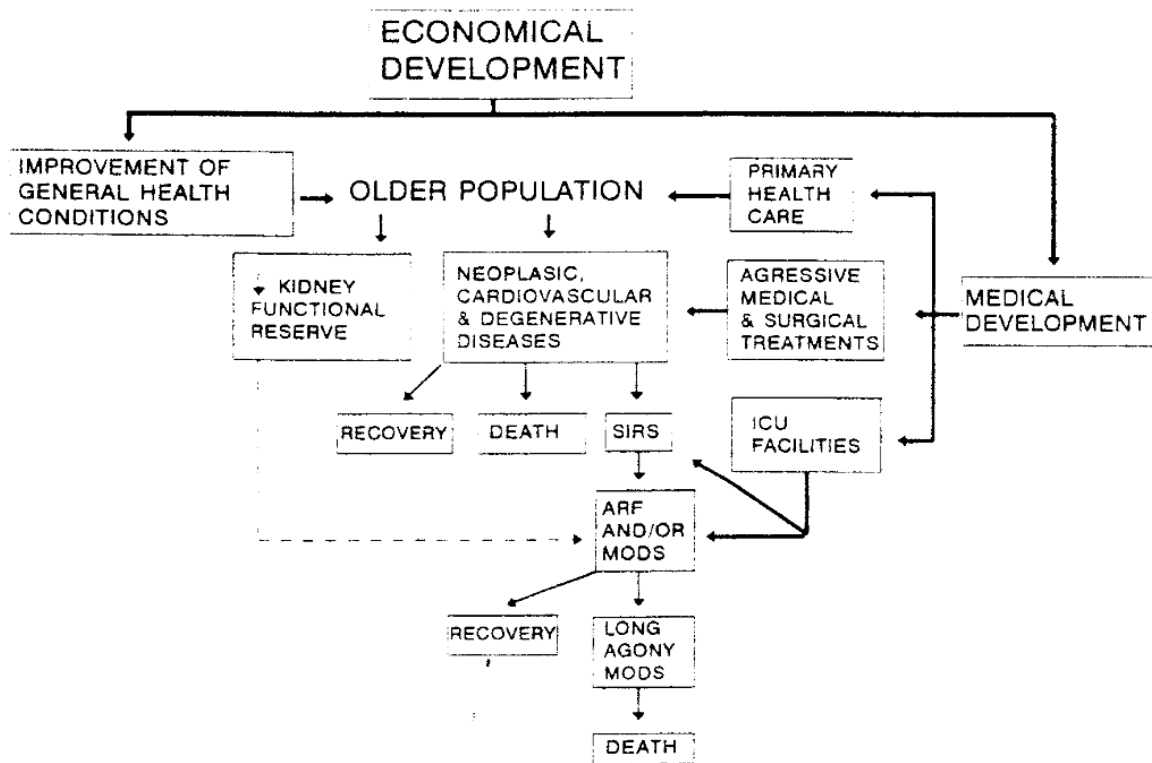 ECONOMICAL
DEVELOPMENT
IMPROVEMENT OF
GENERAL HEALTH
CONDITIONS
OLDER POPULATION
PRIMARY
HEALTH
CARE
KIDNEY
FUNCTIONAL
RESERVE
NEOPLASIC,
CARDIOVASCULAR
& DEGENERATIVE
DISEASES
AGRESSIVE
MEDICAL
& SURGICAL
TREATMENTS
MEDICAL
DEVELOPMENT
RECOVERY
DEATH
SIRS
ICU
FACILITIES
ARF
AND/OR
MODS
RECOVERY
LONG
AGONY
MODS
DEATH